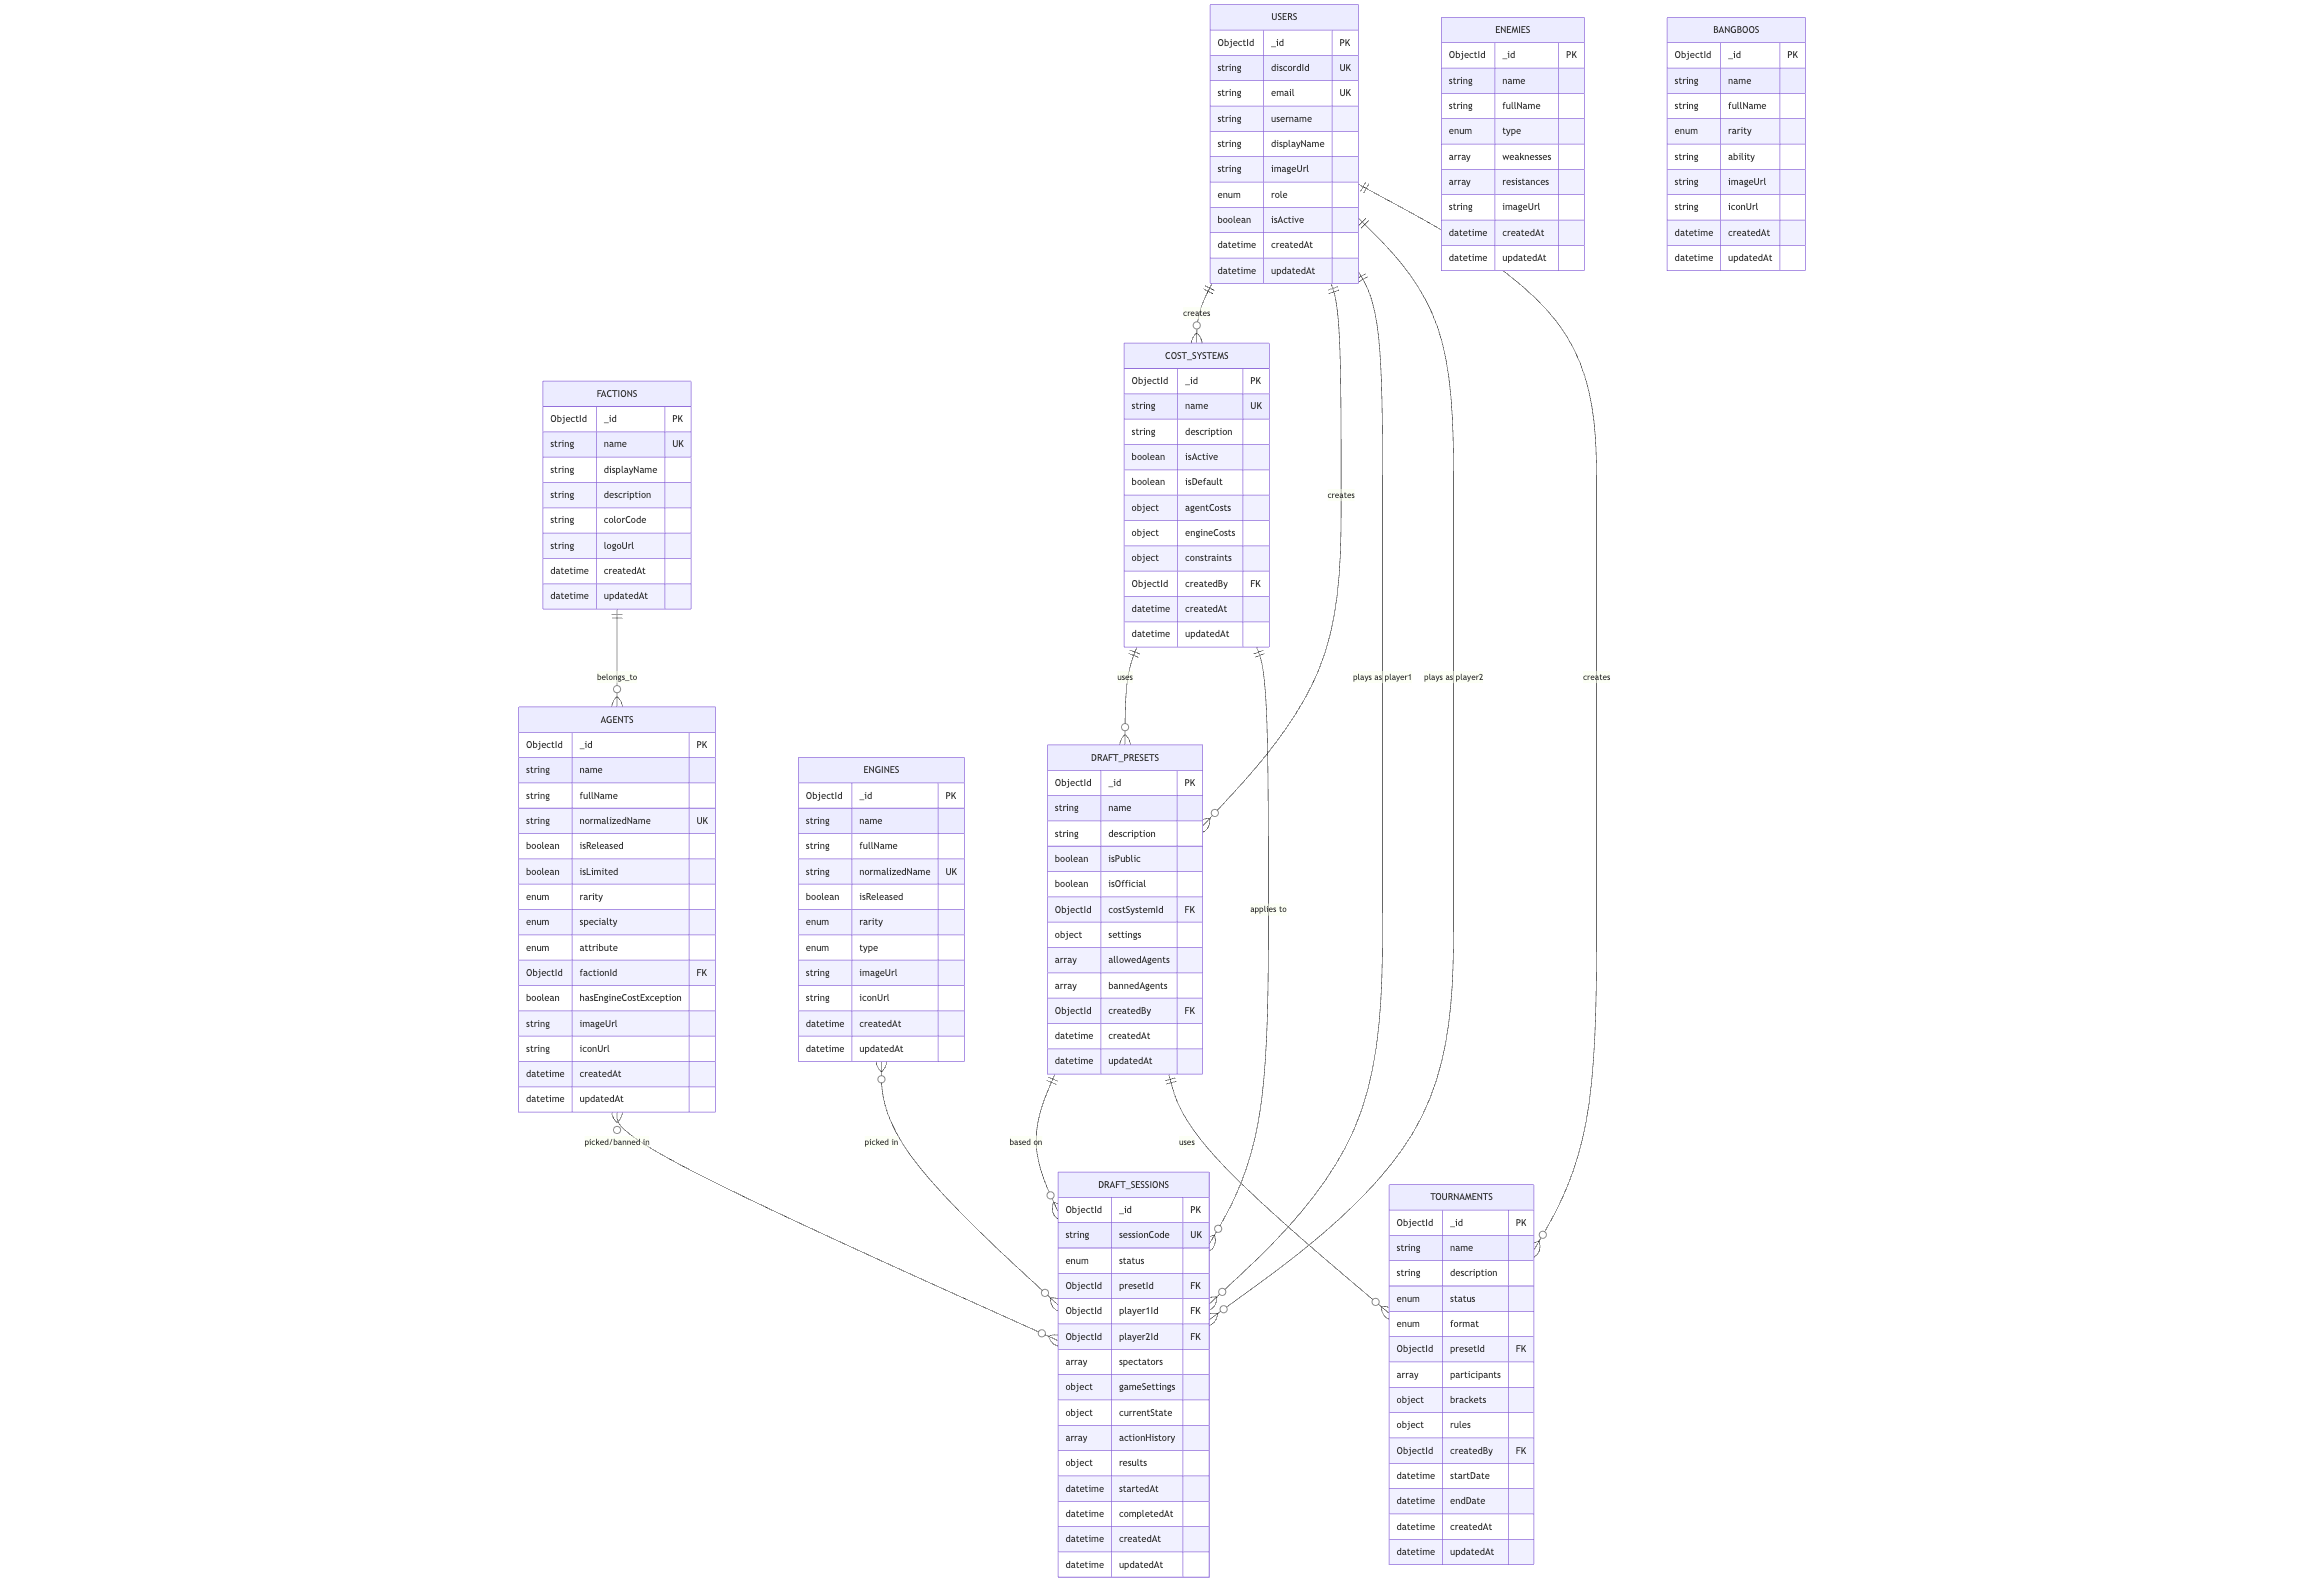 USERS
ObjectId _id PK
string discordId UK
string email UK
string username
string displayName
string imageUrl
enum role
boolean isActive
datetime createdAt
datetime updatedAt
ENEMIES
ObjectId _id PK
string name
string fullName
enum type
array weaknesses
array resistances
string imageUrl
datetime createdAt
datetime updatedAt
BANGBOOS
ObjectId _id PK
string name
string fullName
enum rarity
string ability
string imageUrl
string iconUrl
datetime createdAt
datetime updatedAt
creates
COST_SYSTEMS
ObjectId _id PK
string name UK
string description
boolean isActive
boolean isDefault
object agentCosts
object engineCosts
object constraints
ObjectId createdBy FK
datetime createdAt
datetime updatedAt
FACTIONS
ObjectId _id PK
string name UK
string displayName
string description
string colorCode
string logoUrl
datetime createdAt
datetime updatedAt
creates
belongs_to
uses
plays as player1
plays as player2
creates
AGENTS
ObjectId _id PK
string name
string fullName
string normalizedName UK
boolean isReleased
boolean isLimited
enum rarity
enum specialty
enum attribute
ObjectId factionId FK
boolean hasEngineCostException
string imageUrl
string iconUrl
datetime createdAt
datetime updatedAt
ENGINES
ObjectId _id PK
string name
string fullName
string normalizedName UK
boolean isReleased
enum rarity
enum type
string imageUrl
string iconUrl
datetime createdAt
datetime updatedAt
DRAFT_PRESETS
ObjectId _id PK
string name
string description
boolean isPublic
boolean isOfficial
ObjectId costSystemId FK
object settings
array allowedAgents
array bannedAgents
ObjectId createdBy FK
datetime createdAt
datetime updatedAt
applies to
picked/banned in
picked in
based on
uses
DRAFT_SESSIONS
ObjectId _id PK
string sessionCode UK
enum status
ObjectId presetId FK
ObjectId player1Id FK
ObjectId player2Id FK
array spectators
object gameSettings
object currentState
array actionHistory
object results
datetime startedAt
datetime completedAt
datetime createdAt
datetime updatedAt
TOURNAMENTS
ObjectId _id PK
string name
string description
enum status
enum format
ObjectId presetId FK
array participants
object brackets
object rules
ObjectId createdBy FK
datetime startDate
datetime endDate
datetime createdAt
datetime updatedAt